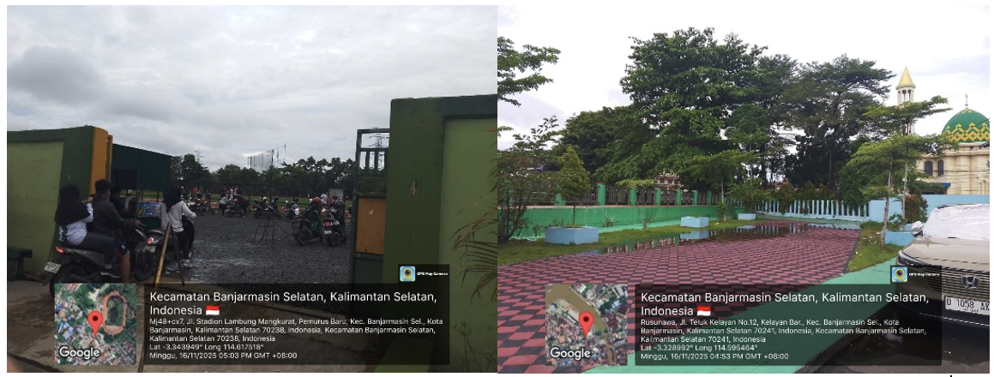 GPS Map Camera
Kecamatan Banjarmasin Selatan, Kalimantan Selatan,
Indonesia 🇮🇩
Mj48+cx7, Jl. Stadion Lambung Mangkurat, Pemurus Baru, Kec. Banjarmasin Sel., Kota
Banjarmasin, Kalimantan Selatan 70238, Indonesia, Kecamatan Banjarmasin Selatan,
Kalimantan Selatan 70238, Indonesia
Lat -3.343949° Long 114.617518°
Minggu, 16/11/2025 05:03 PM GMT +08:00
Google
GPS Map Camera
Kecamatan Banjarmasin Selatan, Kalimantan Selatan,
Indonesia 🇮🇩
Rusunawa, Jl. Teluk Kelayan No.12, Kelayan Bar., Kec. Banjarmasin Sel., Kota
Banjarmasin, Kalimantan Selatan 70241, Indonesia, Kecamatan Banjarmasin Selatan,
Kalimantan Selatan 70241, Indonesia
Lat -3.328992° Long 114.595464°
Minggu, 16/11/2025 04:53 PM GMT +08:00
Google